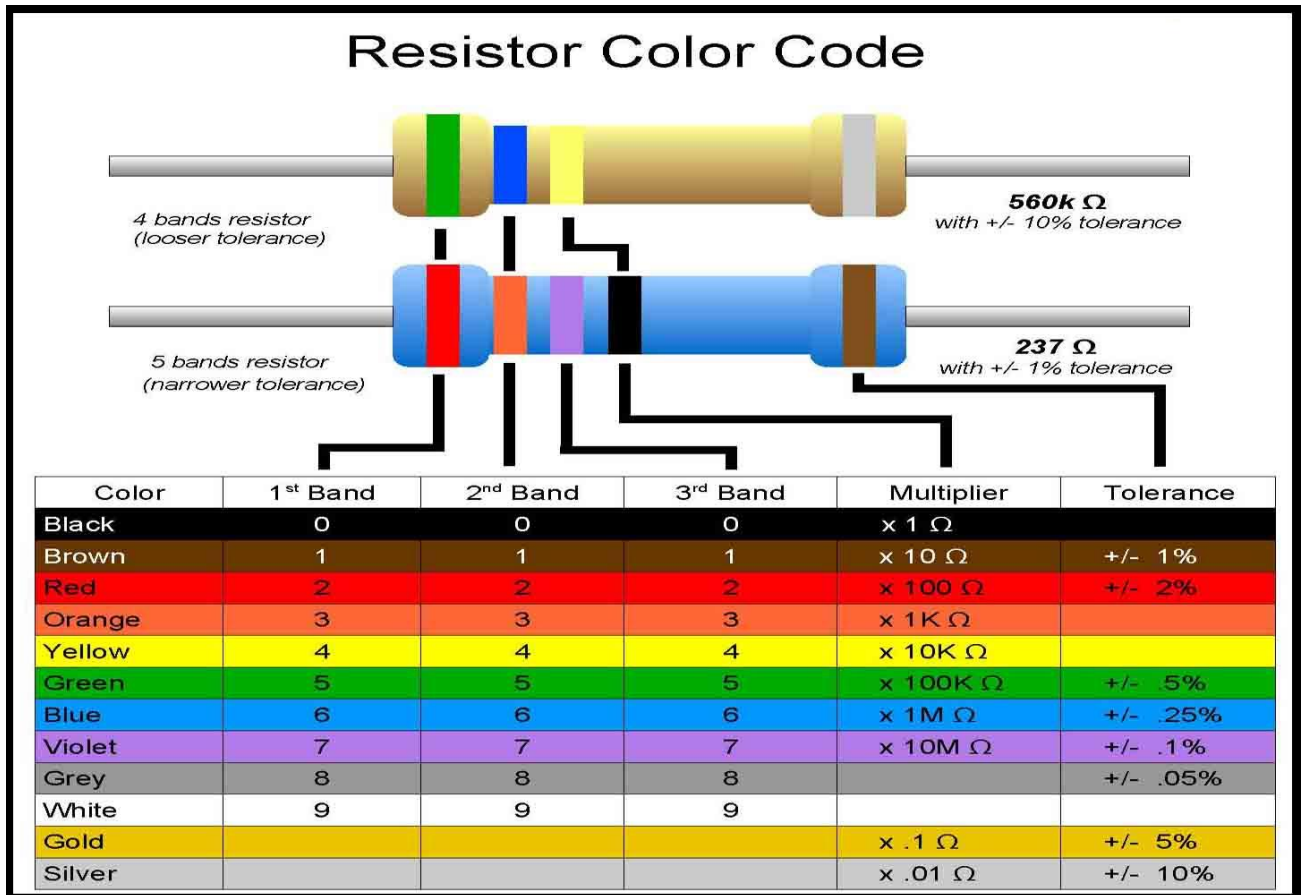 Resistor Color Code
4 bands resistor
(looser tolerance)
560k Ω
with +/- 10% tolerance
5 bands resistor
(narrower tolerance)
237 Ω
with +/- 1% tolerance
Color 1st Band 2nd Band 3rd Band Multiplier Tolerance
Black 0 0 0 x 1 Ω
Brown 1 1 1 x 10 Ω +/- 1%
Red 2 2 2 x 100 Ω +/- 2%
Orange 3 3 3 x 1K Ω
Yellow 4 4 4 x 10K Ω
Green 5 5 5 x 100K Ω +/- .5%
Blue 6 6 6 x 1M Ω +/- .25%
Violet 7 7 7 x 10M Ω +/- .1%
Grey 8 8 8 +/- .05%
White 9 9 9
Gold x .1 Ω +/- 5%
Silver x .01 Ω +/- 10%